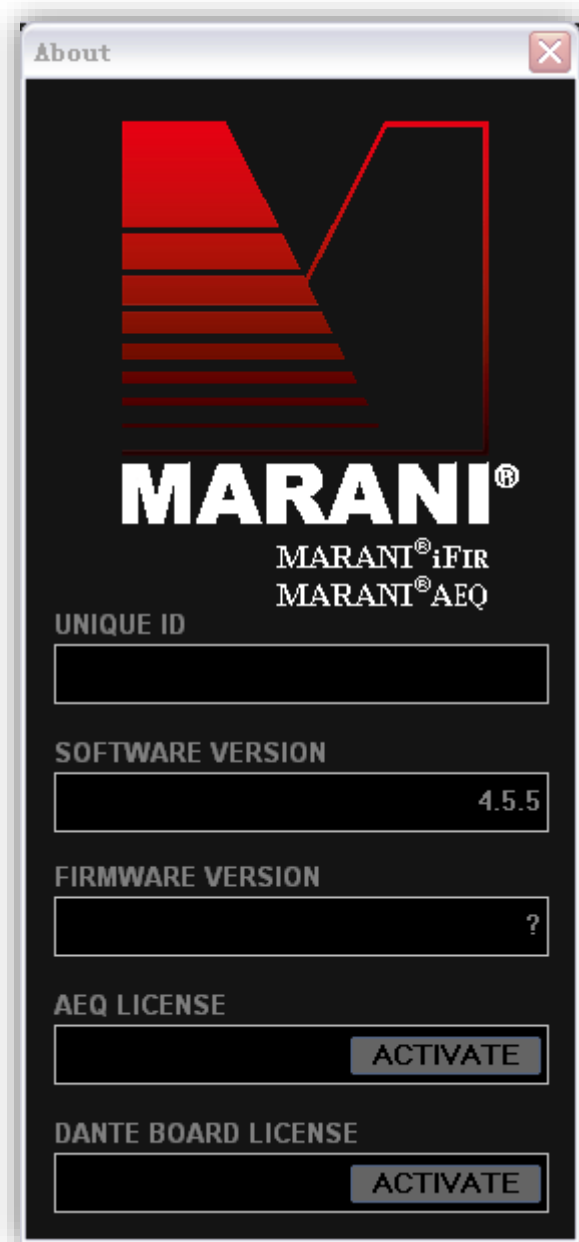 About
MARANI®
MARANI®iFIR
MARANI®AEQ
UNIQUE ID
SOFTWARE VERSION
4.5.5
FIRMWARE VERSION
?
AEQ LICENSE
ACTIVATE
DANTE BOARD LICENSE
ACTIVATE